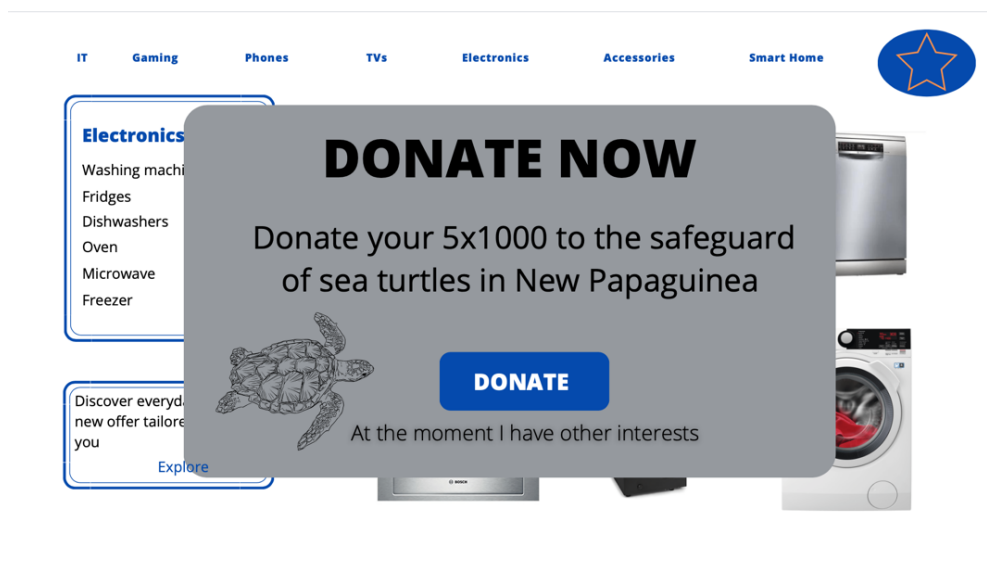 IT Gaming Phones TVs Electronics Accessories Smart Home
Electronics
Washing machi
Fridges
Dishwashers
Oven
Microwave
Freezer
DONATE NOW
Donate your 5x1000 to the safeguard
of sea turtles in New Papaguinea
DONATE
At the moment I have other interests
Discover everyda
new offer tailore
you
Explore
BOSCH